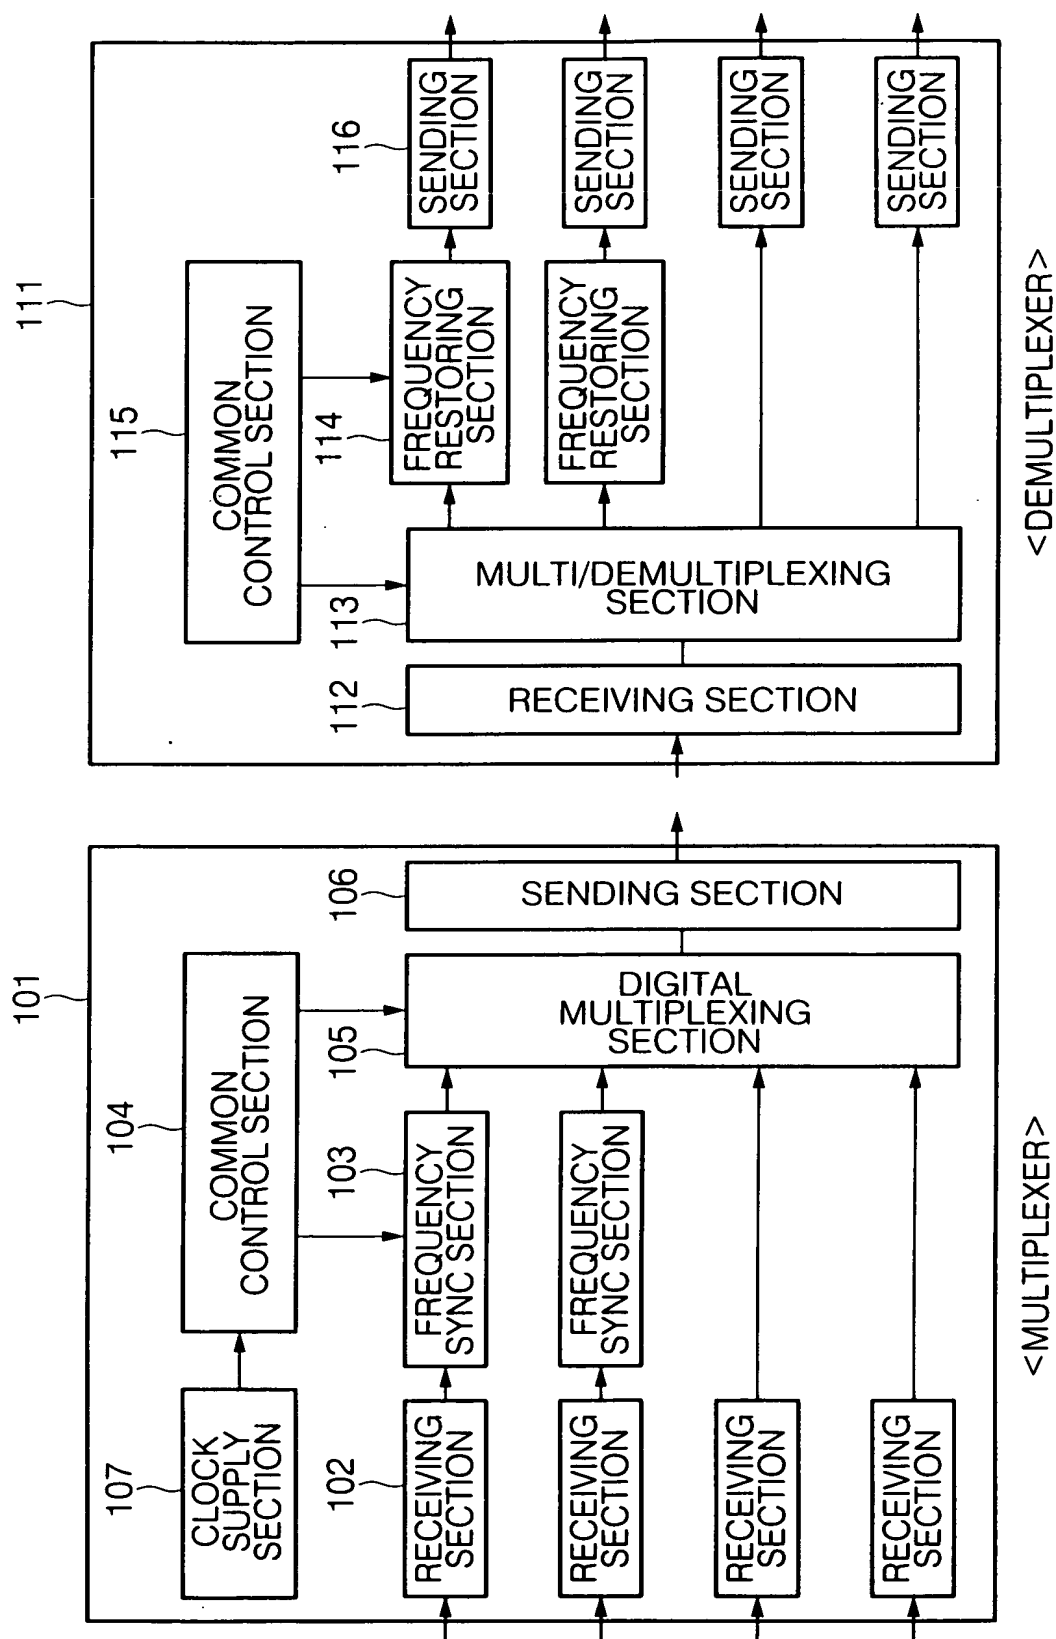 101
107
CLOCK
SUPPLY
SECTION
104
COMMON
CONTROL SECTION
102
RECEIVING
SECTION
103
FREQUENCY
SYNC SECTION
105
DIGITAL
MULTIPLEXING
SECTION
106
SENDING SECTION
RECEIVING
SECTION
FREQUENCY
SYNC SECTION
RECEIVING
SECTION
RECEIVING
SECTION
<MULTIPLEXER>
111
115
COMMON
CONTROL SECTION
112
RECEIVING SECTION
113
MULTI/DEMULTIPLEXING
SECTION
114
FREQUENCY
RESTORING
SECTION
116
SENDING
SECTION
FREQUENCY
RESTORING
SECTION
SENDING
SECTION
SENDING
SECTION
SENDING
SECTION
<DEMULTIPLEXER>